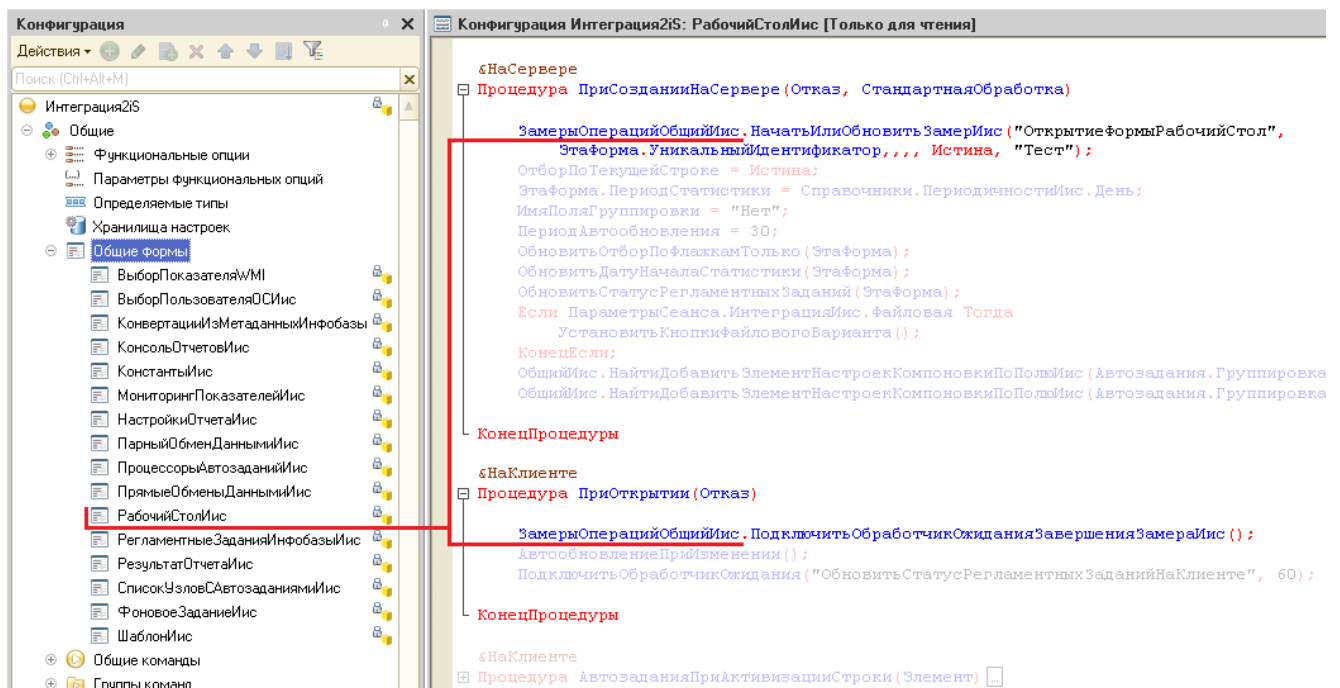 Конфигурация
Действия
Поиск (Ctrl+Alt+M)
Интеграция2iS
Общие
Функциональные опции
Параметры функциональных опций
Определяемые типы
Хранилища настроек
Общие формы
ВыборПоказателяWMI
ВыборПользователяОСИис
КонвертацииИзМетаданныхИнфобазы
КонсольОтчетовИис
КонстантыИис
МониторингПоказателейИис
НастройкиОтчетаИис
ПарныйОбменДаннымиИис
ПроцессорыАвтозаданийИис
ПрямыеОбменыДаннымиИис
РабочийСтолИис
РегламентныеЗаданияИнфобазыИис
РезультатОтчетаИис
СписокУзловСАвтозаданиямиИис
ФоновоеЗаданиеИис
ШаблонИис
Общие команды
Группы команд
Конфигурация Интеграция2iS: РабочийСтолИис [Только для чтения]
&НаСервере
Процедура ПриСозданииНаСервере(Отказ, СтандартнаяОбработка)
ЗамерыОперацийОбщийИис.НачатьИлиОбновитьЗамерИис("ОткрытиеФормыРабочийСтол",
ЭтаФорма.УникальныйИдентификатор,,,, Истина, "Тест");
ОтборПоТекущейСтроке = Истина;
ЭтаФорма.ПериодСтатистики = Справочники.ПериодичностиИис.День;
ИмяПоляГруппировки = "Нет";
ПериодАвтообновления = 30;
ОбновитьОтборПоФлажкамТолько(ЭтаФорма);
ОбновитьДатуНачалаСтатистики(ЭтаФорма);
ОбновитьСтатусРегламентныхЗаданий(ЭтаФорма);
Если ПараметрыСеанса.ИнтеграцияИис.Файловая Тогда
УстановитьКнопкиФайловогоВарианта();
КонецЕсли;
ОбщийИис.НайтиДобавитьЭлементНастроекКомпоновкиПоПолюИис(Автозадания.Группировка
ОбщийИис.НайтиДобавитьЭлементНастроекКомпоновкиПоПолюИис(Автозадания.Группировка
КонецПроцедуры
&НаКлиенте
Процедура ПриОткрытии(Отказ)
ЗамерыОперацийОбщийИис.ПодключитьОбработчикОжиданияЗавершенияЗамераИис();
АвтообновлениеПриИзменении();
ПодключитьОбработчикОжидания("ОбновитьСтатусРегламентныхЗаданийНаКлиенте", 60);
КонецПроцедуры
&НаКлиенте
Процедура АвтозаданияПриАктивизацииСтроки(Элемент) ...